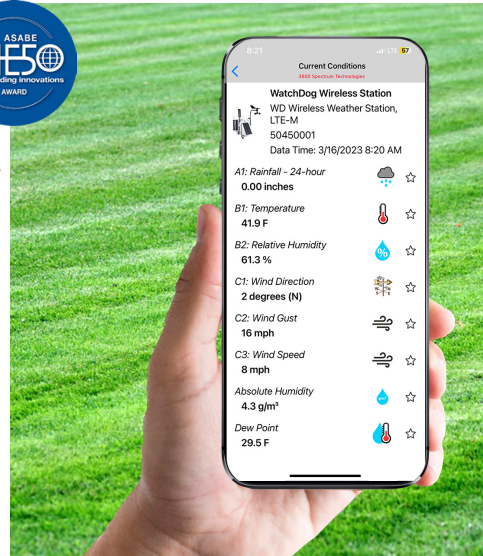 ASABE
AE50
ding innovations
AWARD
8:21
LTE 57
Current Conditions
3800 Spectrum Technologies
WatchDog Wireless Station
WD Wireless Weather Station,
LTE-M
50450001
Data Time: 3/16/2023 8:20 AM
A1: Rainfall - 24-hour
0.00 inches
B1: Temperature
41.9 F
B2: Relative Humidity
61.3 %
%
C1: Wind Direction
2 degrees (N)
C2: Wind Gust
16 mph
C3: Wind Speed
8 mph
Absolute Humidity
4.3 g/m³
Dew Point
29.5 F